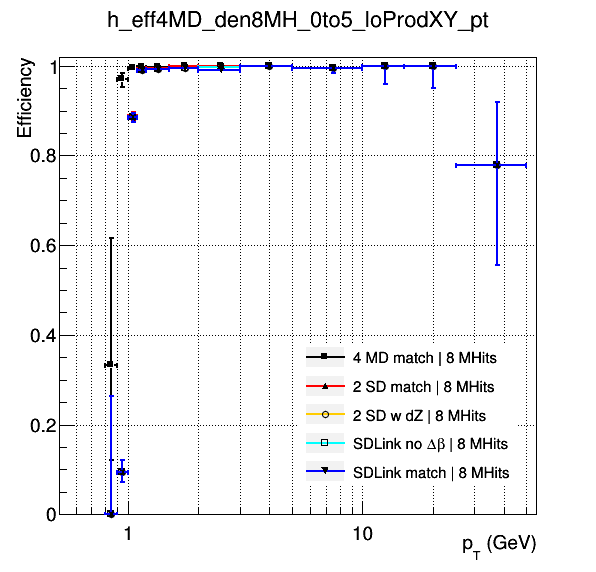 h_eff4MD_den8MH_0to5_loProdXY_pt
Efficiency
1
0.8
0.6
0.4
0.2
0
4 MD match | 8 MHits
2 SD match | 8 MHits
2 SD w dZ | 8 MHits
SDLink no Δβ | 8 MHits
SDLink match | 8 MHits
1
10
p_T (GeV)